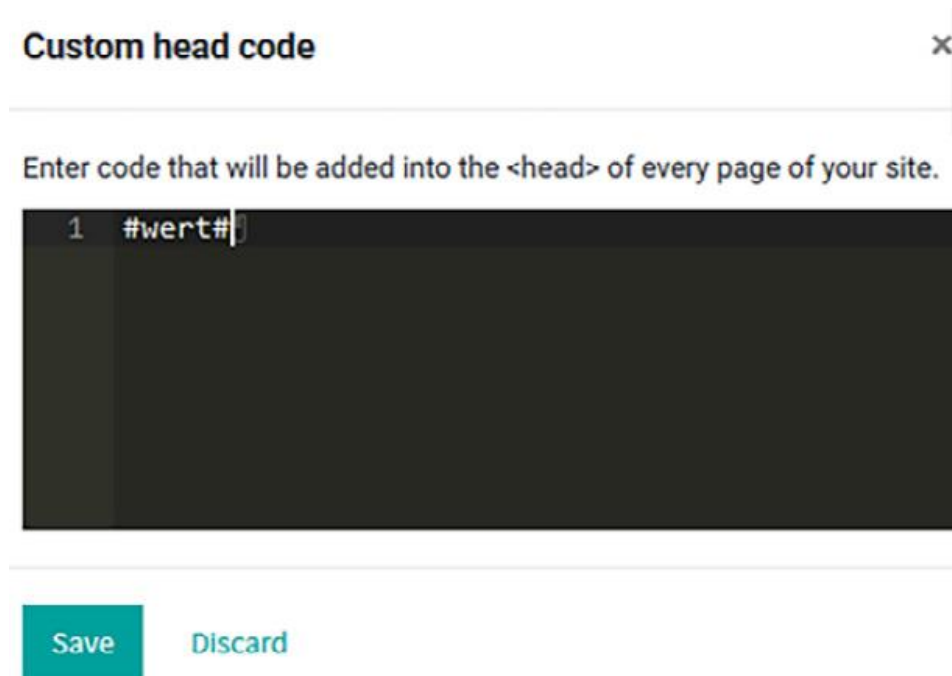 Custom head code ×
Enter code that will be added into the <head> of every page of your site.
1 #wert#
Save Discard